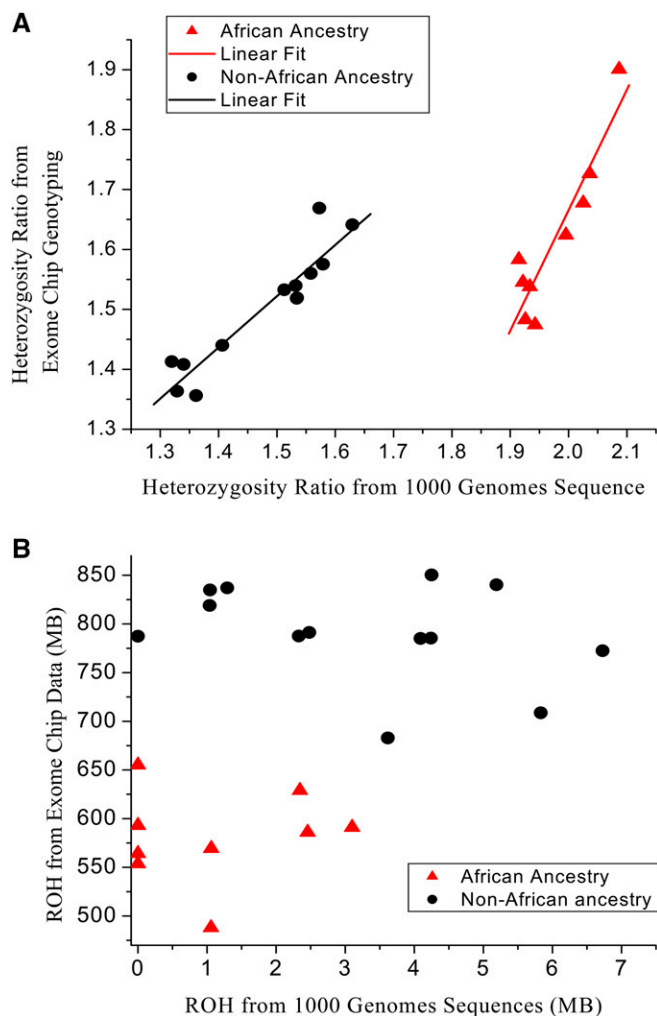 A
African Ancestry
Linear Fit
Non-African Ancestry
Linear Fit
Heterozygosity Ratio from
Exome Chip Genotyping
1.9
1.8
1.7
1.6
1.5
1.4
1.3
1.3 1.4 1.5 1.6 1.7 1.8 1.9 2.0 2.1
Heterozygosity Ratio from 1000 Genomes Sequence
B
ROH from Exome Chip Data (MB)
850
800
750
700
650
600
550
500
African Ancestry
Non-African ancestry
0 1 2 3 4 5 6 7
ROH from 1000 Genomes Sequences (MB)